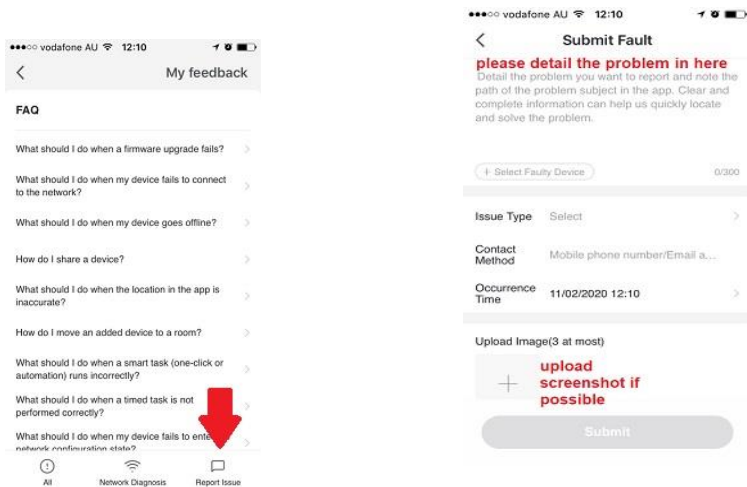 vodafone AU 12:10
My feedback
FAQ
What should I do when a firmware upgrade fails?
What should I do when my device fails to connect
to the network?
What should I do when my device goes offline?
How do I share a device?
What should I do when the location in the app is
inaccurate?
How do I move an added device to a room?
What should I do when a smart task (one-click or
automation) runs incorrectly?
What should I do when a timed task is not
performed correctly?
What should I do when my device fails to
network configuration state?
All
Network Diagnosis
Report Issue
vodafone AU 12:10
Submit Fault
please detail the problem in here
Detail the problem you want to report and note the
path of the problem subject in the app. Clear and
complete information can help us quickly locate
and solve the problem.
+ Select Faulty Device
0/300
Issue Type Select
Contact
Method
Mobile phone number/Email a...
Occurrence
Time
11/02/2020 12:10
Upload Image(3 at most)
upload
screenshot if
possible
Submit